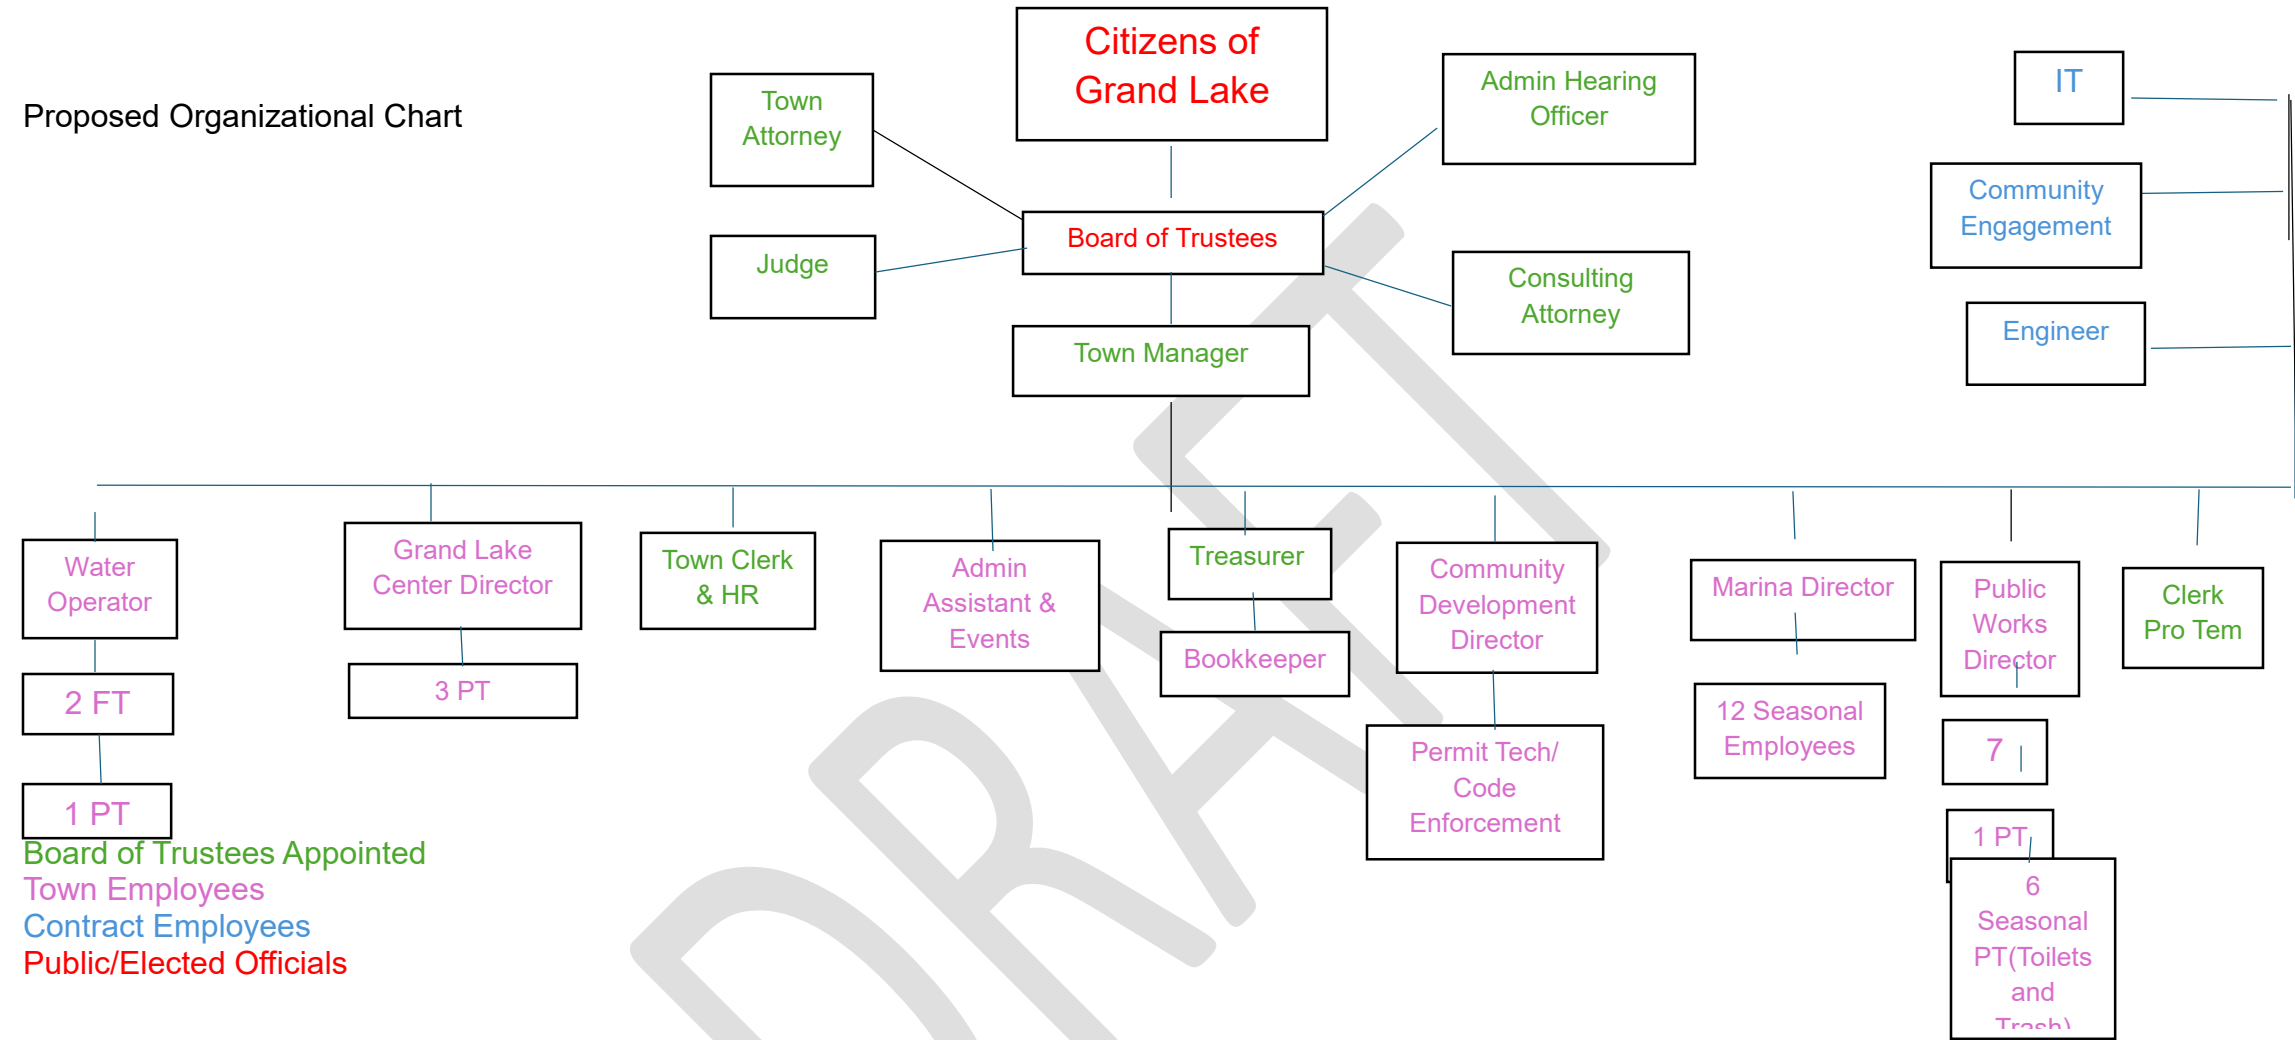 Proposed Organizational Chart
Citizens of
Grand Lake
Town
Attorney
Admin Hearing
Officer
IT
Community
Engagement
Board of Trustees
Judge
Consulting
Attorney
Engineer
Town Manager
Water
Operator
2 FT
1 PT
Grand Lake
Center Director
3 PT
Town Clerk
& HR
Admin
Assistant &
Events
Treasurer
Bookkeeper
Community
Development
Director
Permit Tech/
Code
Enforcement
Marina Director
12 Seasonal
Employees
Public
Works
Director
7
1 PT
6
Seasonal
PT(Toilets
and
Trash)
Clerk
Pro Tem
Board of Trustees Appointed
Town Employees
Contract Employees
Public/Elected Officials
DRAFT